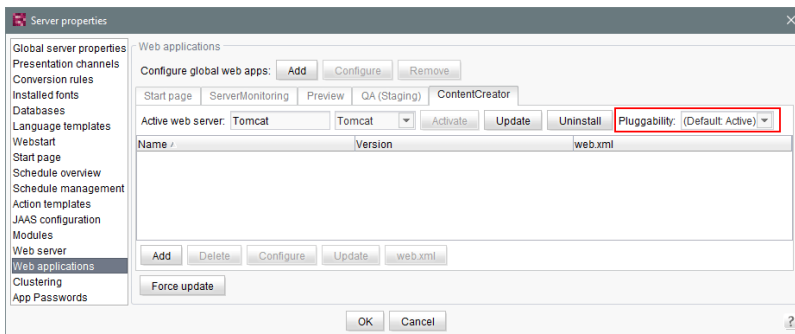 Server properties
Global server properties
Presentation channels
Conversion rules
Installed fonts
Databases
Language templates
Webstart
Start page
Schedule overview
Schedule management
Action templates
JAAS configuration
Modules
Web server
Web applications
Clustering
App Passwords
Web applications
Configure global web apps: Add Configure Remove
Start page ServerMonitoring Preview QA (Staging) ContentCreator
Active web server: Tomcat Tomcat Activate Update Uninstall Pluggability: (Default: Active)
Name Version web.xml
Add Delete Configure Update web.xml
Force update
OK Cancel
?